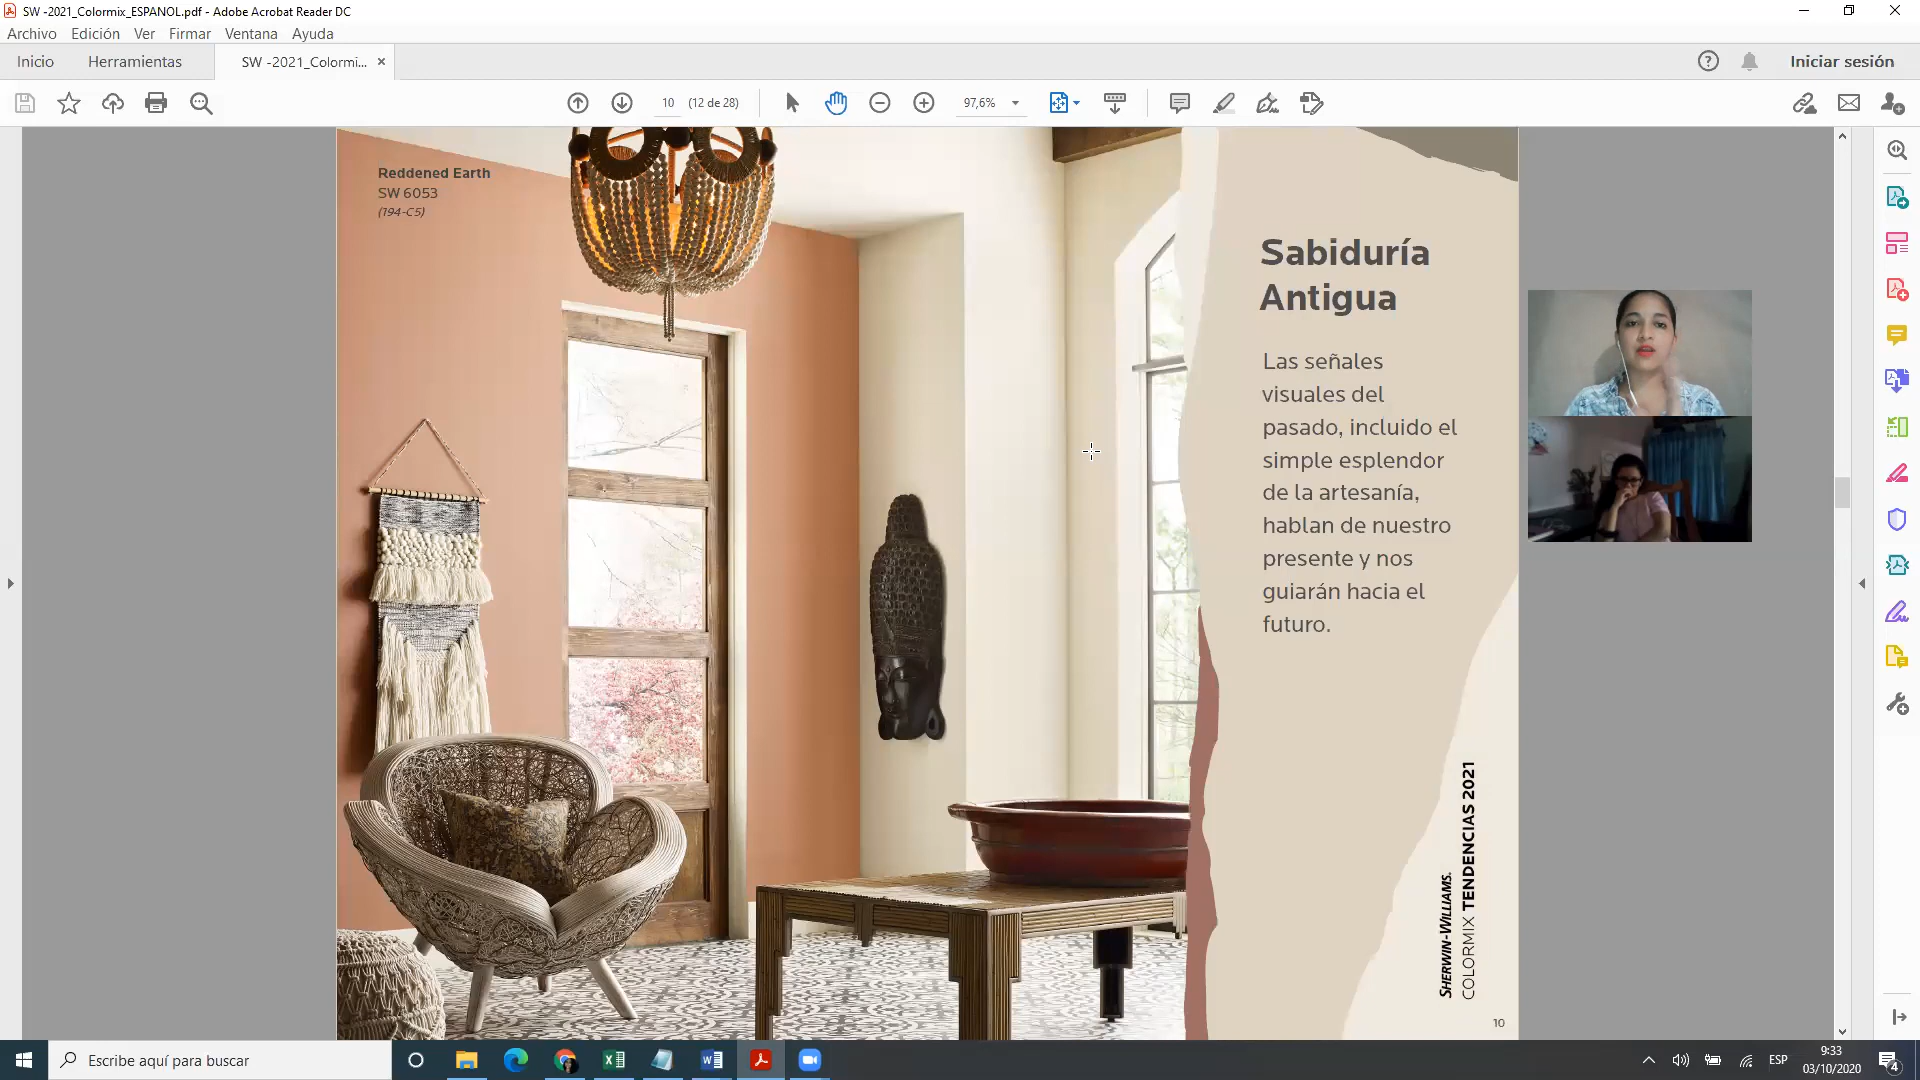 SW -2021_Colormix_ESPANOL.pdf - Adobe Acrobat Reader DC
Archivo Edición Ver Firmar Ventana Ayuda
Inicio Herramientas SW -2021_Colormi... × Iniciar sesión
10 (12 de 28) 97,6%
Reddened Earth
SW 6053
(194-C5)
Sabiduría
Antigua
Las señales
visuales del
pasado, incluido el
simple esplendor
de la artesanía,
hablan de nuestro
presente y nos
guiarán hacia el
futuro.
SHERWIN-WILLIAMS.
COLORMIX TENDENCIAS 2021
10
Escribe aquí para buscar
ESP
9:33
03/10/2020
4